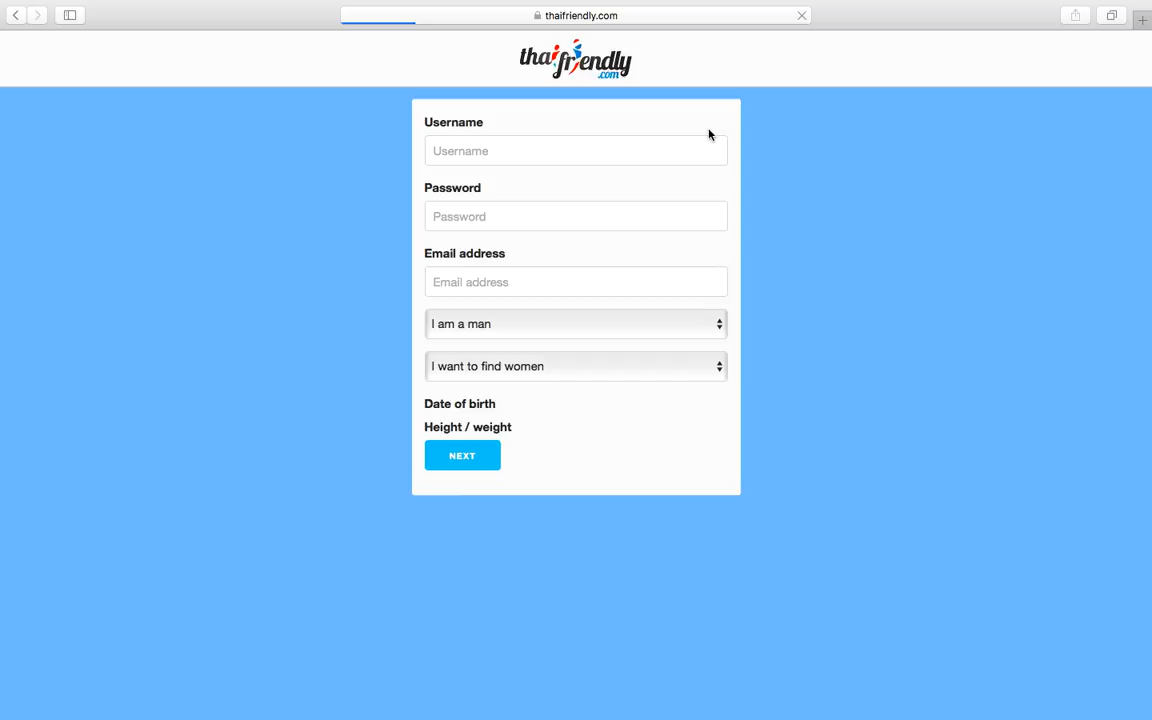 thaifriendly.com
thaifriendly
.com
Username
Username
Password
Password
Email address
Email address
I am a man
I want to find women
Date of birth
Height / weight
NEXT